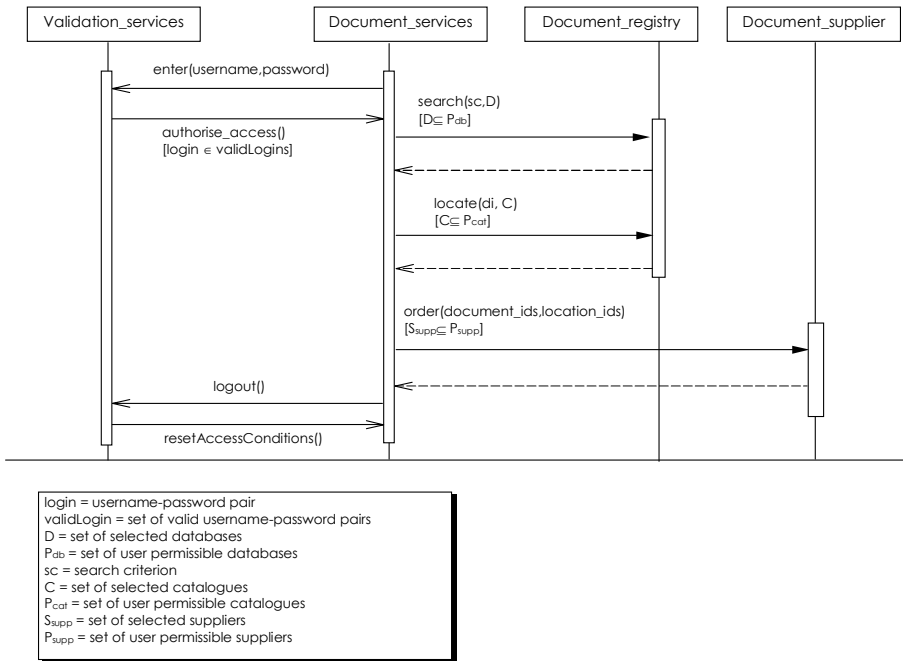 Validation_services
Document_services
Document_registry
Document_supplier
enter(username,password)
search(sc,D)
[D⊆ Pdb]
authorise_access()
[login ∈ validLogins]
locate(di, C)
[C⊆ Pcat]
order(document_ids,location_ids)
[Ssupp⊆ Psupp]
logout()
resetAccessConditions()
login = username-password pair
validLogin = set of valid username-password pairs
D = set of selected databases
Pdb = set of user permissible databases
sc = search criterion
C = set of selected catalogues
Pcat = set of user permissible catalogues
Ssupp = set of selected suppliers
Psupp = set of user permissible suppliers